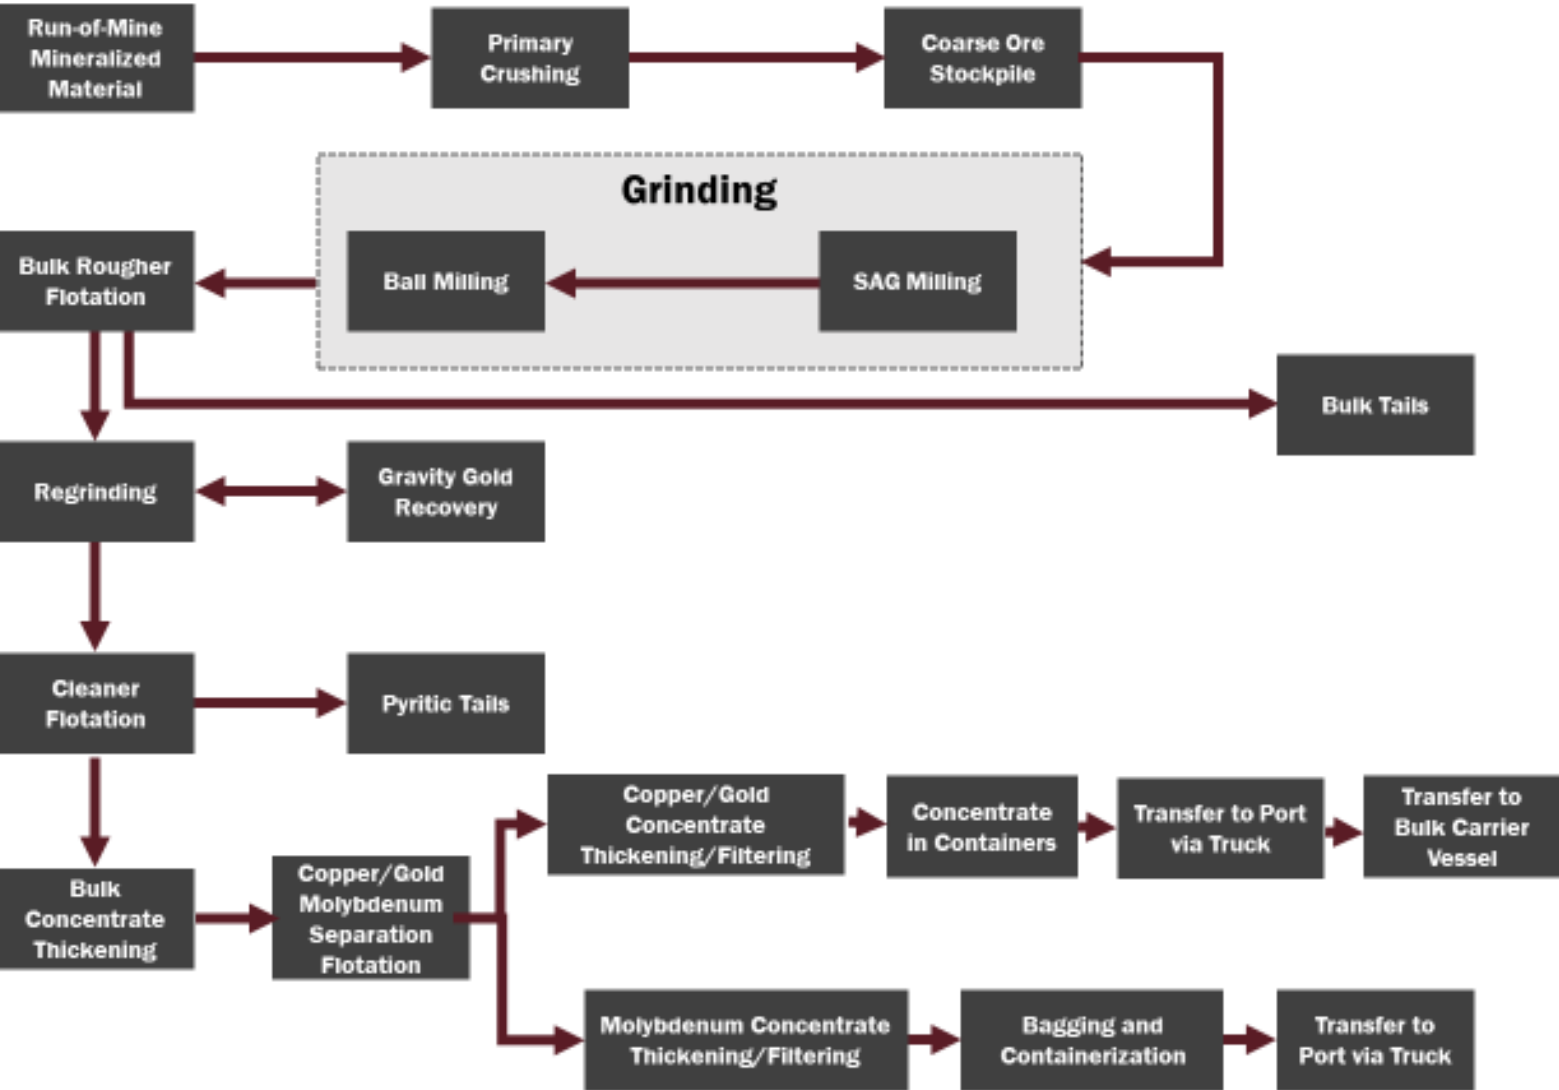 Run-of-Mine
Mineralized
Material
Primary
Crushing
Coarse Ore
Stockpile
Grinding
Bulk Rougher
Flotation
Ball Milling
SAG Milling
Bulk Tails
Regrinding
Gravity Gold
Recovery
Cleaner
Flotation
Pyritic Tails
Bulk
Concentrate
Thickening
Copper/Gold
Molybdenum
Separation
Flotation
Copper/Gold
Concentrate
Thickening/Filtering
Concentrate
in Containers
Transfer to Port
via Truck
Transfer to
Bulk Carrier
Vessel
Molybdenum Concentrate
Thickening/Filtering
Bagging and
Containerization
Transfer to
Port via Truck